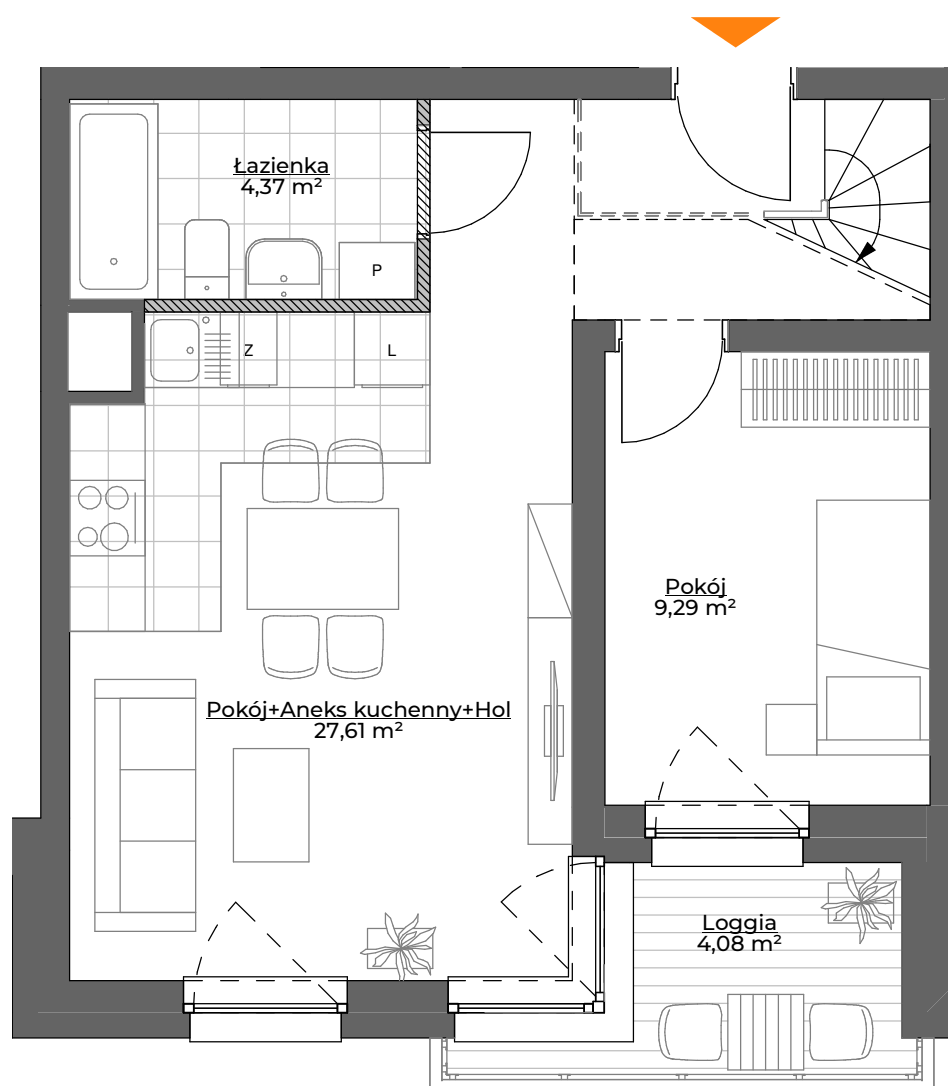 Łazienka
4,37 m²
P
Z
L
Pokój
9,29 m²
Pokój+Aneks kuchenny+Hol
27,61 m²
Loggia
4,08 m²